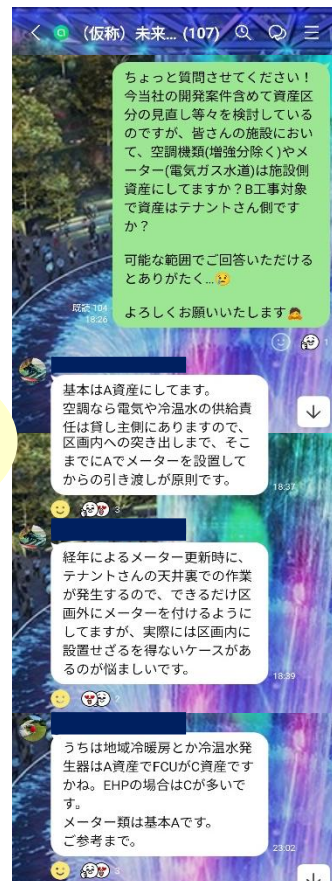 (仮称)未来... (107)
ちょっと質問させてください！
今当社の開発案件含めて資産区
分の見直し等々を検討している
のですが、皆さんの施設におい
て、空調機類(増強分除く)やメ
ーター(電気ガス水道)は施設側
資産にしてますか？B工事対象
で資産はテナントさん側です
か？
可能な範囲でご回答いただける
とありがたく...😢
よろしくお願いいたします🙇
既読 104
18:26
1
基本はA資産にしてます。
空調なら電気や冷温水の供給責
任は貸し主側にありますので、
区画内への突き出しまで、そこ
までにAでメーターを設置して
からの引き渡しが原則です。
18:37
3
経年によるメーター更新時に、
テナントさんの天井裏での作業
が発生するので、できるだけ区
画外にメーターを付けるように
してますが、実際には区画内に
設置せざるを得ないケースがあ
るのが悩ましいです。
18:39
2
うちは地域冷暖房とか冷温水発
生器はA資産でFCUがC資産です
かね。EHPの場合はCが多いで
す。
メーター類は基本Aです。
ご参考まで。
23:02
3